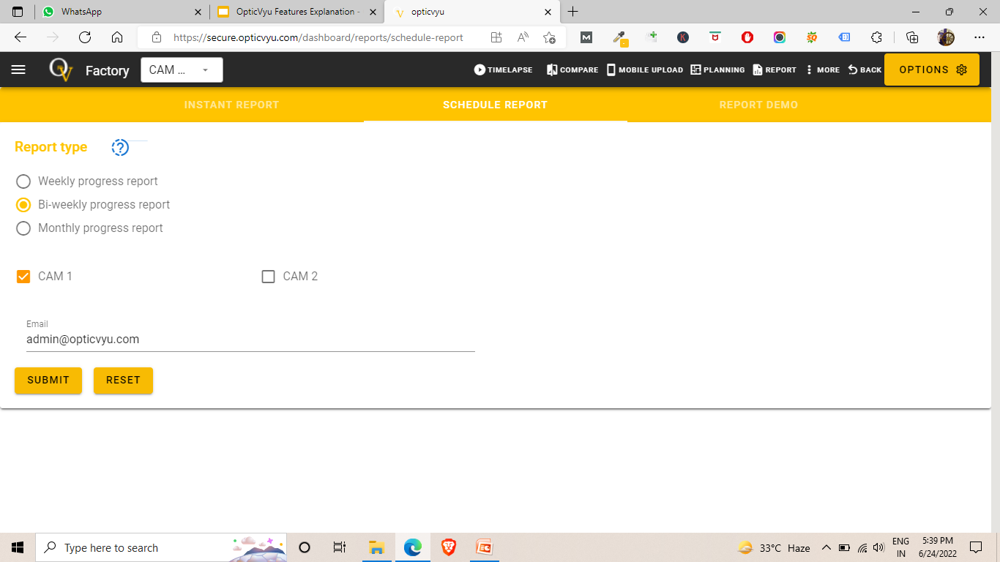 WhatsApp
OpticVyu Features Explanation -
opticvyu
https://secure.opticvyu.com/dashboard/reports/schedule-report
Factory
CAM ...
TIMELAPSE
COMPARE
MOBILE UPLOAD
PLANNING
REPORT
MORE
BACK
OPTIONS
INSTANT REPORT
SCHEDULE REPORT
REPORT DEMO
Report type
Weekly progress report
Bi-weekly progress report
Monthly progress report
CAM 1
CAM 2
Email
admin@opticvyu.com
SUBMIT
RESET
Type here to search
33°C Haze
ENG
IN
5:39 PM
6/24/2022